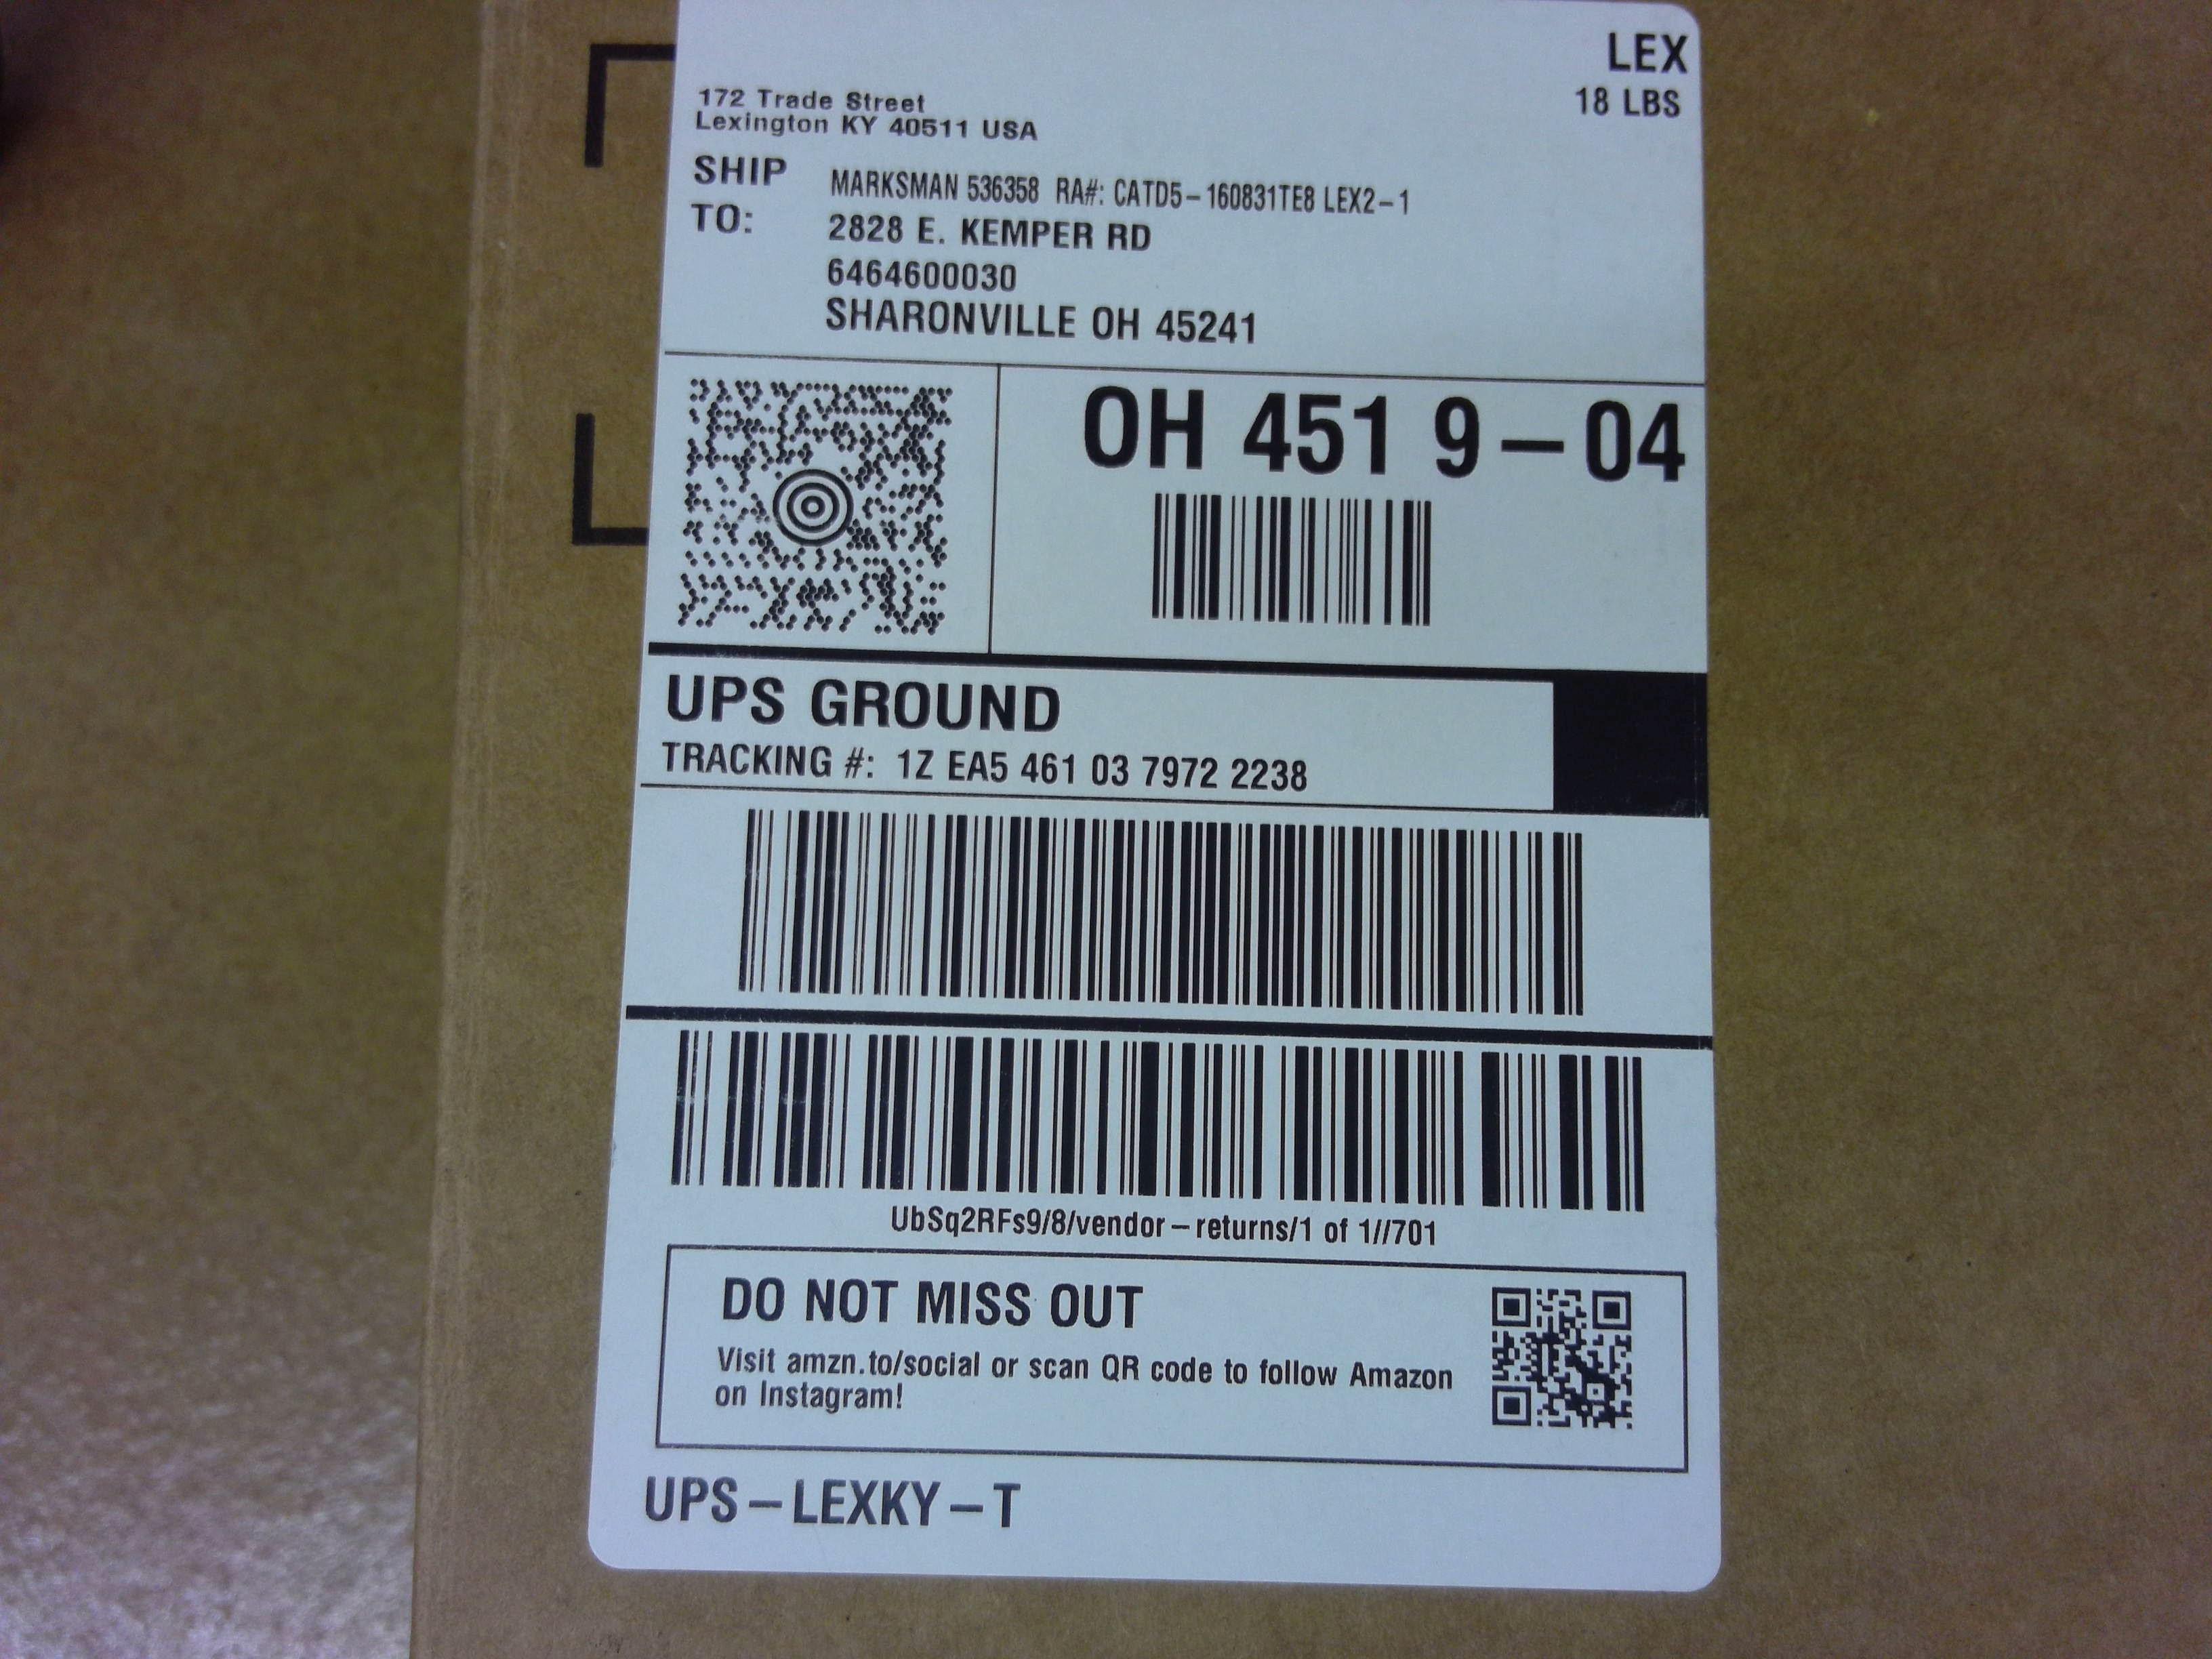 LEX
18 LBS
172 Trade Street
Lexington KY 40511 USA
SHIP
TO:
MARKSMAN 536358 RA#: CATD5-160831TE8 LEX2-1
2828 E. KEMPER RD
6464600030
SHARONVILLE OH 45241
OH 451 9-04
UPS GROUND
TRACKING #: 1Z EA5 461 03 7972 2238
UbSq2RFs9/8/vendor-returns/1 of 1//701
DO NOT MISS OUT
Visit amzn.to/social or scan QR code to follow Amazon
on Instagram!
UPS-LEXKY-T